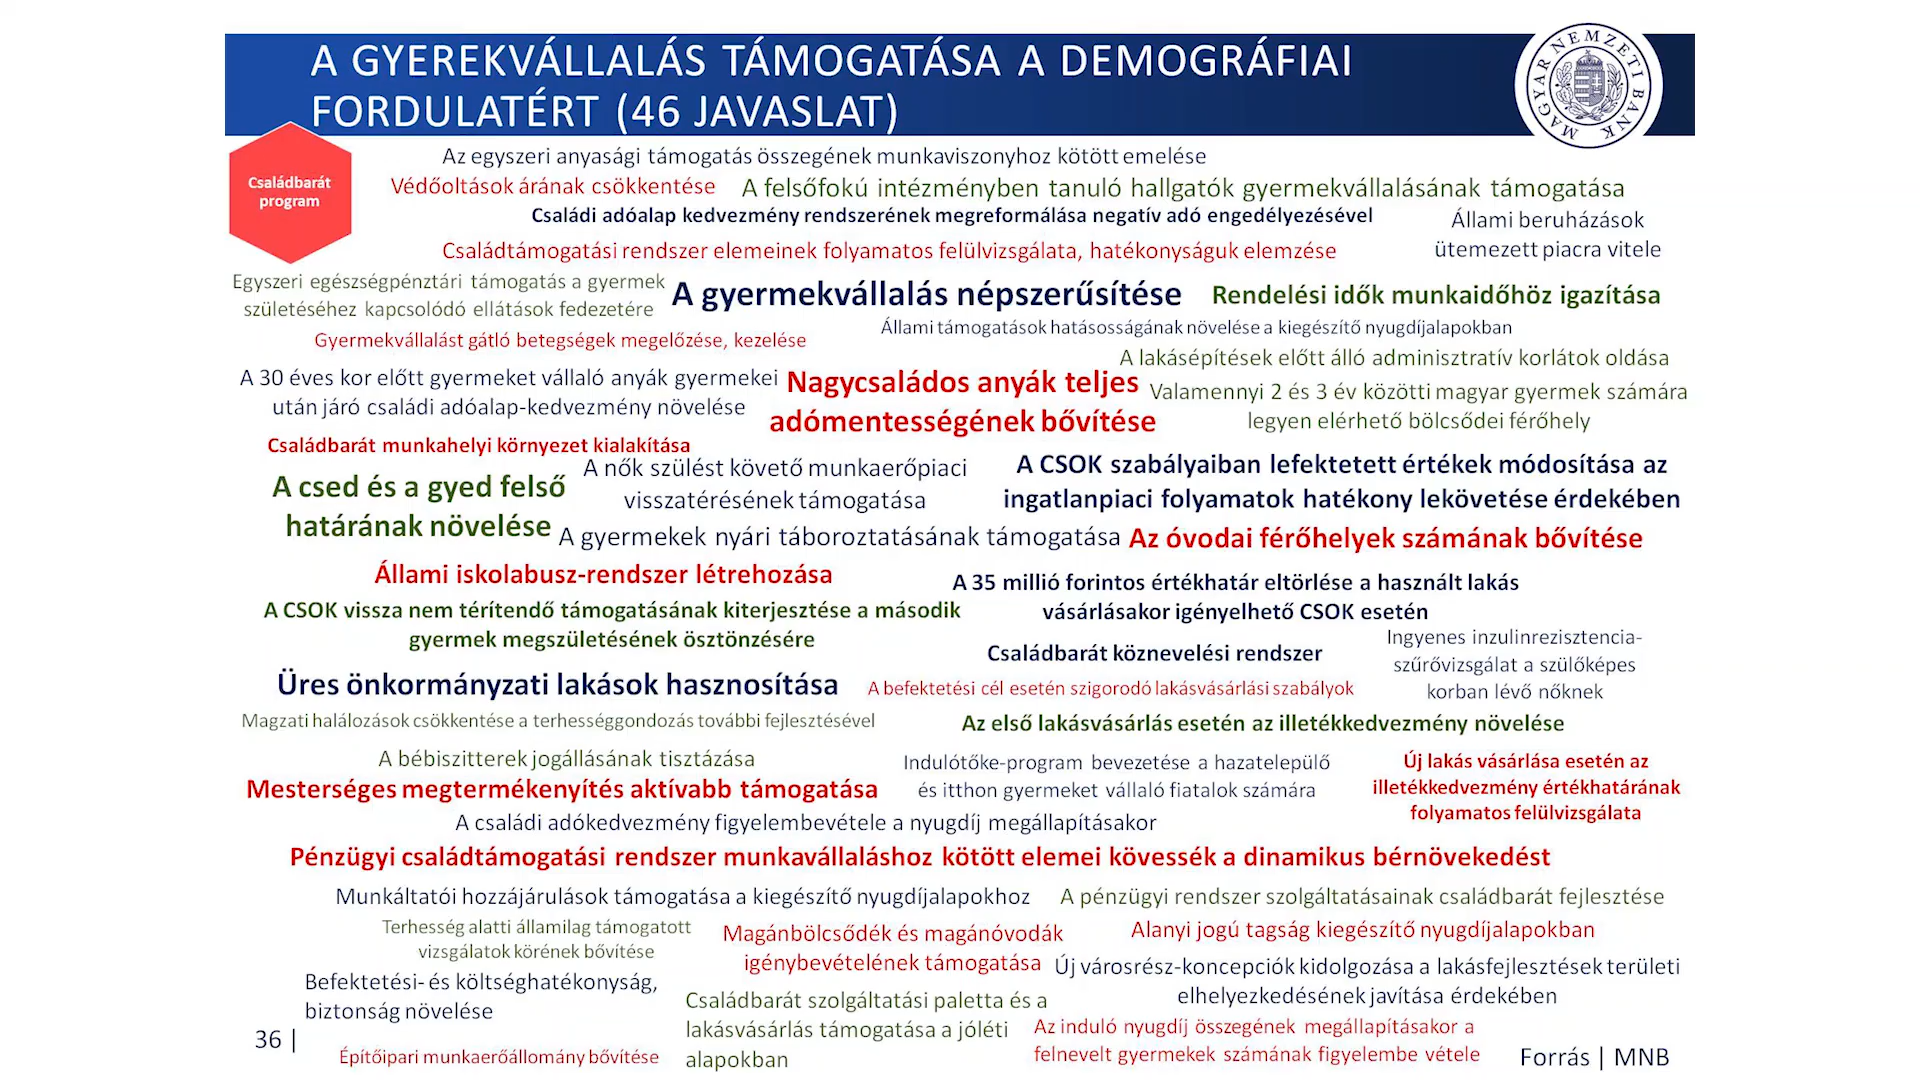 A GYEREKVÁLLALÁS TÁMOGATÁSA A DEMOGRÁFIAI
FORDULATÉRT (46 JAVASLAT)
MAGYAR NEMZETI BANK
Családbarát
program
Az egyszeri anyasági támogatás összegének munkaviszonyhoz kötött emelése
Védőoltások árának csökkentése
A felsőfokú intézményben tanuló hallgatók gyermekvállalásának támogatása
Családi adóalap kedvezmény rendszerének megreformálása negatív adó engedélyezésével
Állami beruházások
ütemezett piacra vitele
Családtámogatási rendszer elemeinek folyamatos felülvizsgálata, hatékonyságuk elemzése
Egyszeri egészségpénztári támogatás a gyermek
születéséhez kapcsolódó ellátások fedezetére
A gyermekvállalás népszerűsítése
Rendelési idők munkaidőhöz igazítása
Állami támogatások hatásosságának növelése a kiegészítő nyugdíjalapokban
Gyermekvállalást gátló betegségek megelőzése, kezelése
A lakásépítések előtt álló adminisztratív korlátok oldása
A 30 éves kor előtt gyermeket vállaló anyák gyermekei
után járó családi adóalap-kedvezmény növelése
Nagycsaládos anyák teljes
adómentességének bővítése
Valamennyi 2 és 3 év közötti magyar gyermek számára
legyen elérhető bölcsődei férőhely
Családbarát munkahelyi környezet kialakítása
A csed és a gyed felső
határának növelése
A nők szülést követő munkaerőpiaci
visszatérésének támogatása
A CSOK szabályaiban lefektetett értékek módosítása az
ingatlanpiaci folyamatok hatékony lekövetése érdekében
A gyermekek nyári táboroztatásának támogatása
Az óvodai férőhelyek számának bővítése
Állami iskolabusz-rendszer létrehozása
A 35 millió forintos értékhatár eltörlése a használt lakás
vásárlásakor igényelhető CSOK esetén
A CSOK vissza nem térítendő támogatásának kiterjesztése a második
gyermek megszületésének ösztönzésére
Családbarát köznevelési rendszer
Ingyenes inzulinrezisztencia-
szűrővizsgálat a szülőképes
korban lévő nőknek
Üres önkormányzati lakások hasznosítása
A befektetési cél esetén szigorodó lakásvásárlási szabályok
Magzati halálozások csökkentése a terhességgondozás további fejlesztésével
Az első lakásvásárlás esetén az illetékkedvezmény növelése
A bébiszitterek jogállásának tisztázása
Indulótőke-program bevezetése a hazatelepülő
és itthon gyermeket vállaló fiatalok számára
Új lakás vásárlása esetén az
illetékkedvezmény értékhatárának
folyamatos felülvizsgálata
Mesterséges megtermékenyítés aktívabb támogatása
A családi adókedvezmény figyelembevétele a nyugdíj megállapításakor
Pénzügyi családtámogatási rendszer munkavállaláshoz kötött elemei kövessék a dinamikus bérnövekedést
Munkáltatói hozzájárulások támogatása a kiegészítő nyugdíjalapokhoz
A pénzügyi rendszer szolgáltatásainak családbarát fejlesztése
Terhesség alatti államilag támogatott
vizsgálatok körének bővítése
Magánbölcsődék és magánóvodák
igénybevételének támogatása
Alanyi jogú tagság kiegészítő nyugdíjalapokban
Új városrész-koncepciók kidolgozása a lakásfejlesztések területi
elhelyezkedésének javítása érdekében
Befektetési- és költséghatékonyság,
biztonság növelése
Családbarát szolgáltatási paletta és a
lakásvásárlás támogatása a jóléti
alapokban
Az induló nyugdíj összegének megállapításakor a
felnevelt gyermekek számának figyelembe vétele
36 |
Építőipari munkaerőállomány bővítése
Forrás | MNB